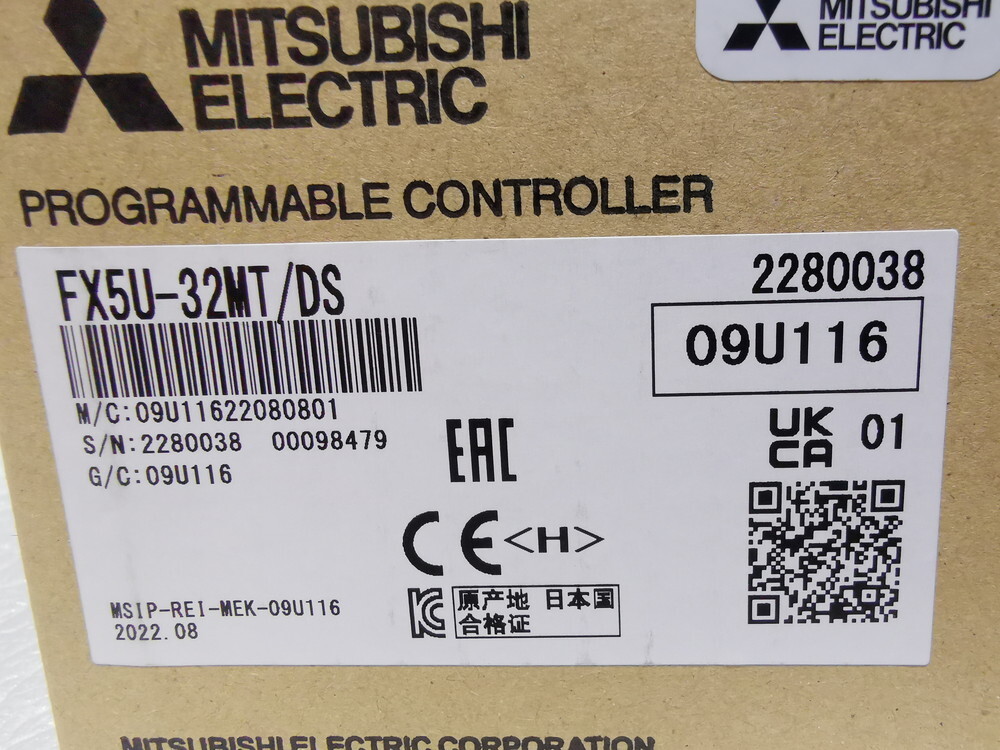 MITSUBISHI
ELECTRIC
MITSUBISHI
ELECTRIC
PROGRAMMABLE CONTROLLER
FX5U-32MT/DS
2280038
09U116
M/C:09U11622080801
S/N:2280038 00098479
G/C:09U116
EAC
UK
CA
01
CE<H>
MSIP-REI-MEK-09U116
2022.08
KC
原产地 日本国
合格证
MITSUBISHI ELECTRIC CORPORATION